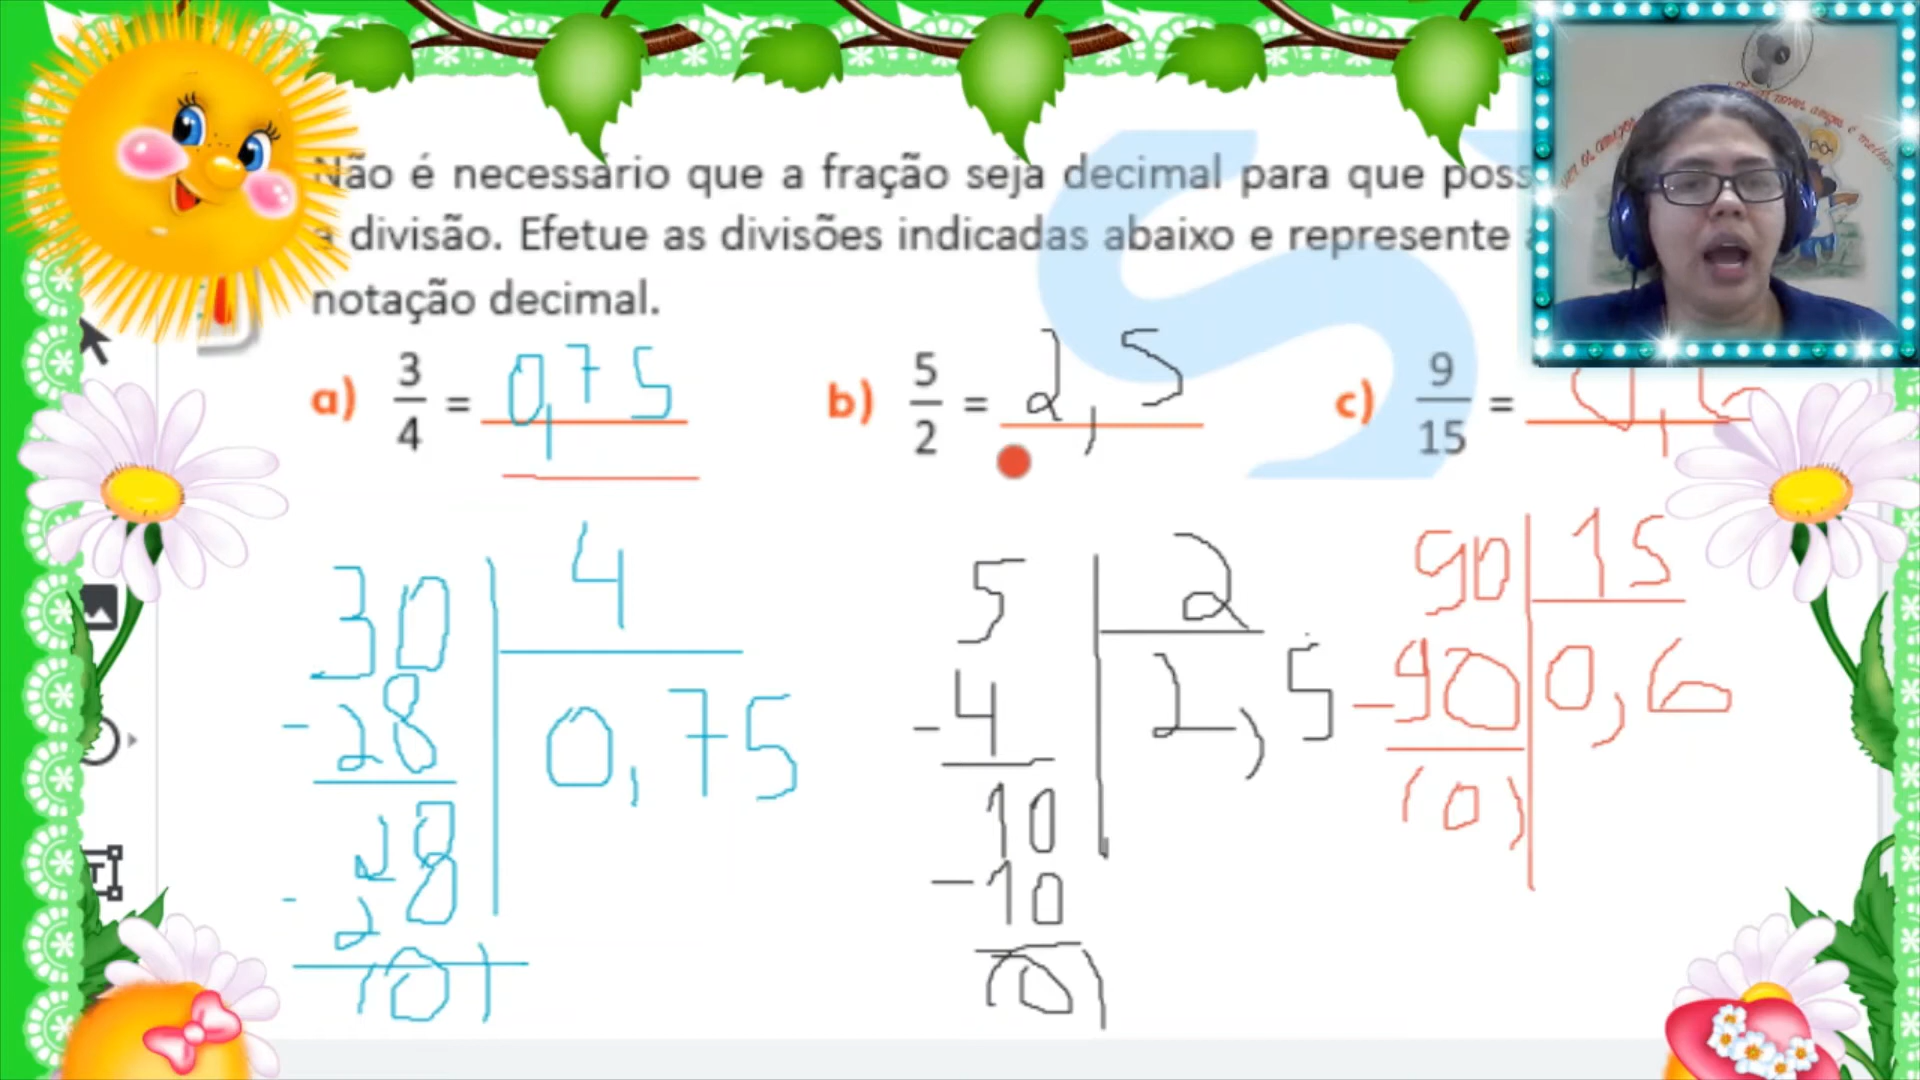 Não é necessário que a fração seja decimal para que poss
a divisão. Efetue as divisões indicadas abaixo e represente
notação decimal.
a) 3/4 = 0,75
b) 5/2 = 2,5
c) 9/15 = 0,6
30 | 4
- 28 | 0,75
20
- 20
(0)
5 | 2
- 4 | 2,5
10
- 10
(0)
90 | 15
- 90 | 0,6
(0)